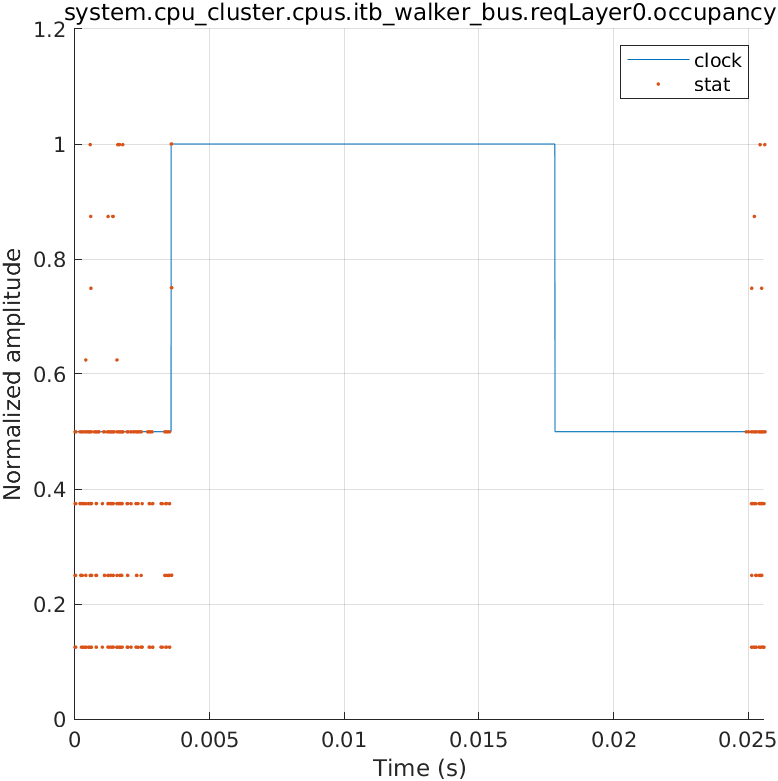 system.cpu_cluster.cpus.itb_walker_bus.reqLayer0.occupancy
1.2
clock
stat
1
0.8
Normalized amplitude
0.6
0.4
0.2
0
0 0.005 0.01 0.015 0.02 0.025
Time (s)